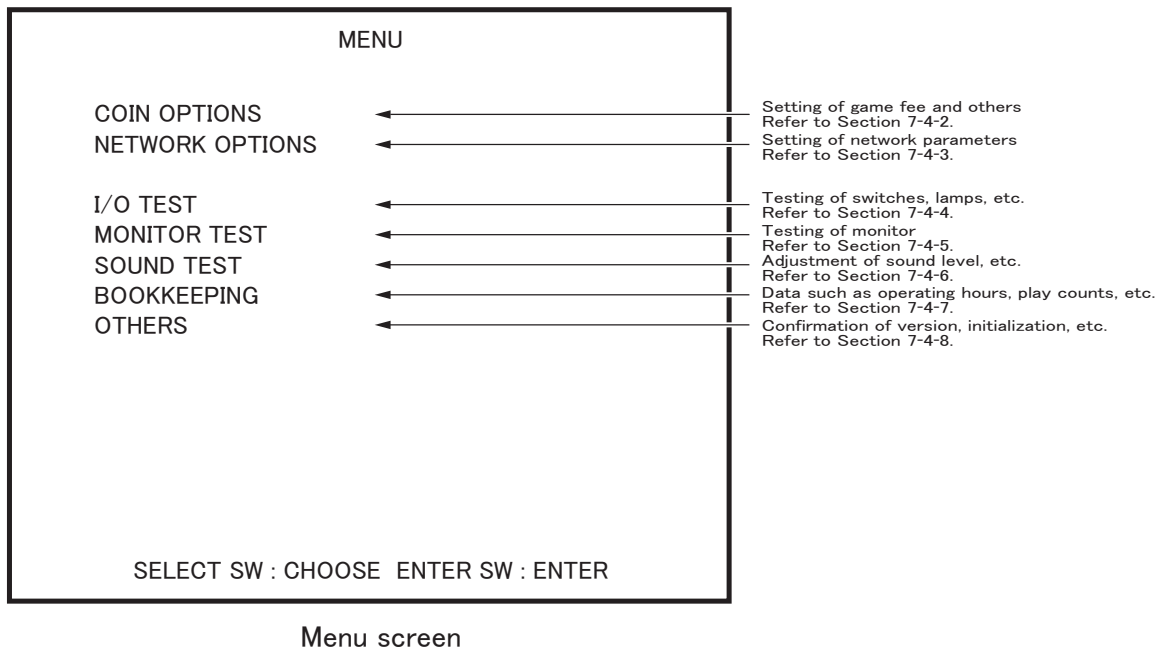 MENU
COIN OPTIONS
Setting of game fee and others
Refer to Section 7-4-2.
NETWORK OPTIONS
Setting of network parameters
Refer to Section 7-4-3.
I/O TEST
Testing of switches, lamps, etc.
Refer to Section 7-4-4.
MONITOR TEST
Testing of monitor
Refer to Section 7-4-5.
SOUND TEST
Adjustment of sound level, etc.
Refer to Section 7-4-6.
BOOKKEEPING
Data such as operating hours, play counts, etc.
Refer to Section 7-4-7.
OTHERS
Confirmation of version, initialization, etc.
Refer to Section 7-4-8.
SELECT SW : CHOOSE ENTER SW : ENTER
Menu screen